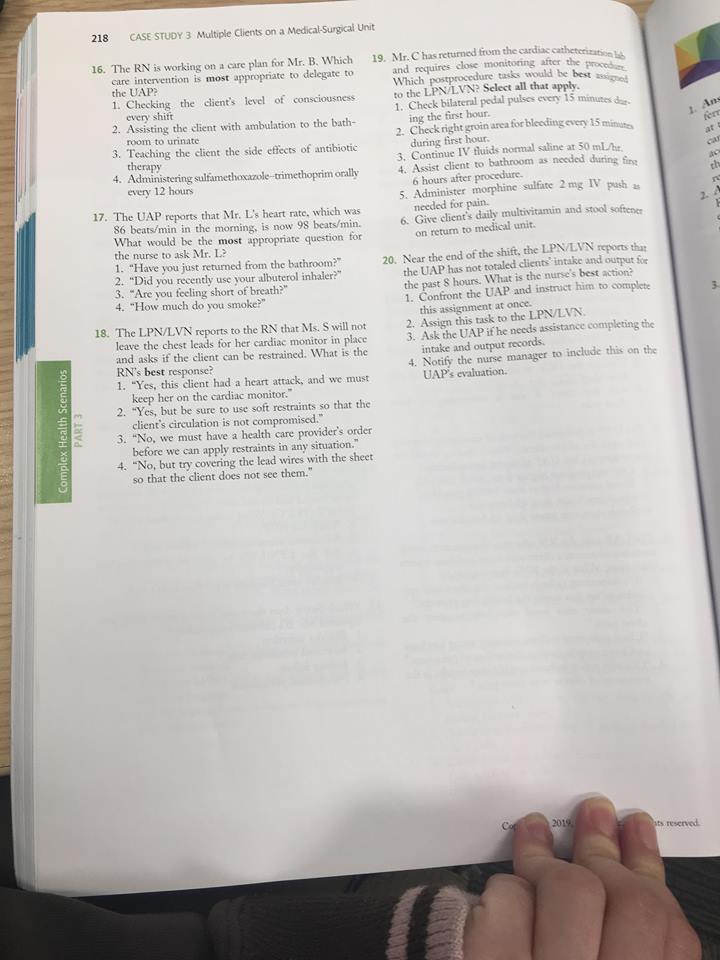 218 CASE STUDY 3 Multiple Clients on a Medical-Surgical Unit
16. The RN is working on a care plan for Mr. B. Which
care intervention is most appropriate to delegate to
the UAP?
1. Checking the client's level of consciousness
every shift
2. Assisting the client with ambulation to the bath-
room to urinate
3. Teaching the client the side effects of antibiotic
therapy
4. Administering sulfamethoxazole–trimethoprim orally
every 12 hours
17. The UAP reports that Mr. L's heart rate, which was
86 beats/min in the morning, is now 98 beats/min.
What would be the most appropriate question for
the nurse to ask Mr. L?
1. "Have you just returned from the bathroom?"
2. "Did you recently use your albuterol inhaler?"
3. "Are you feeling short of breath?"
4. "How much do you smoke?"
18. The LPN/LVN reports to the RN that Ms. S will not
leave the chest leads for her cardiac monitor in place
and asks if the client can be restrained. What is the
RN's best response?
1. "Yes, this client had a heart attack, and we must
keep her on the cardiac monitor."
2. "Yes, but be sure to use soft restraints so that the
client's circulation is not compromised."
3. "No, we must have a health care provider's order
before we can apply restraints in any situation."
4. "No, but try covering the lead wires with the sheet
so that the client does not see them."
19. Mr. C has returned from the cardiac catheterization lab
and requires close monitoring after the procedure.
Which postprocedure tasks would be best assigned
to the LPN/LVN? Select all that apply.
1. Check bilateral pedal pulses every 15 minutes dur-
ing the first hour.
2. Check right groin area for bleeding every 15 minutes
during first hour.
3. Continue IV fluids normal saline at 50 mL/hr.
4. Assist client to bathroom as needed during first
6 hours after procedure.
5. Administer morphine sulfate 2 mg IV push as
needed for pain.
6. Give client's daily multivitamin and stool softener
on return to medical unit.
20. Near the end of the shift, the LPN/LVN reports that
the UAP has not totaled clients' intake and output for
the past 8 hours. What is the nurse's best action?
1. Confront the UAP and instruct him to complete
this assignment at once.
2. Assign this task to the LPN/LVN.
3. Ask the UAP if he needs assistance completing the
intake and output records.
4. Notify the nurse manager to include this on the
UAP's evaluation.
Complex Health Scenarios
PART 3
2019, reserved.
1.
2.
3.